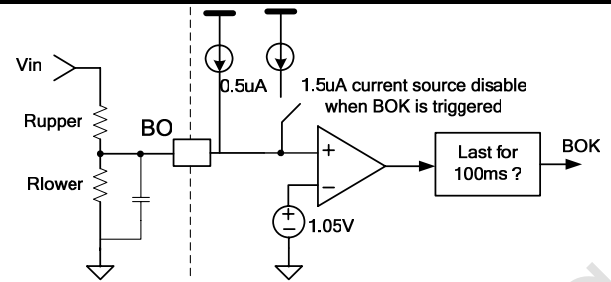 Vin
0.5uA
1.5uA current source disable
when BOK is triggered
Rupper
BO
+
Last for
100ms ?
BOK
Rlower
−
+
−
1.05V